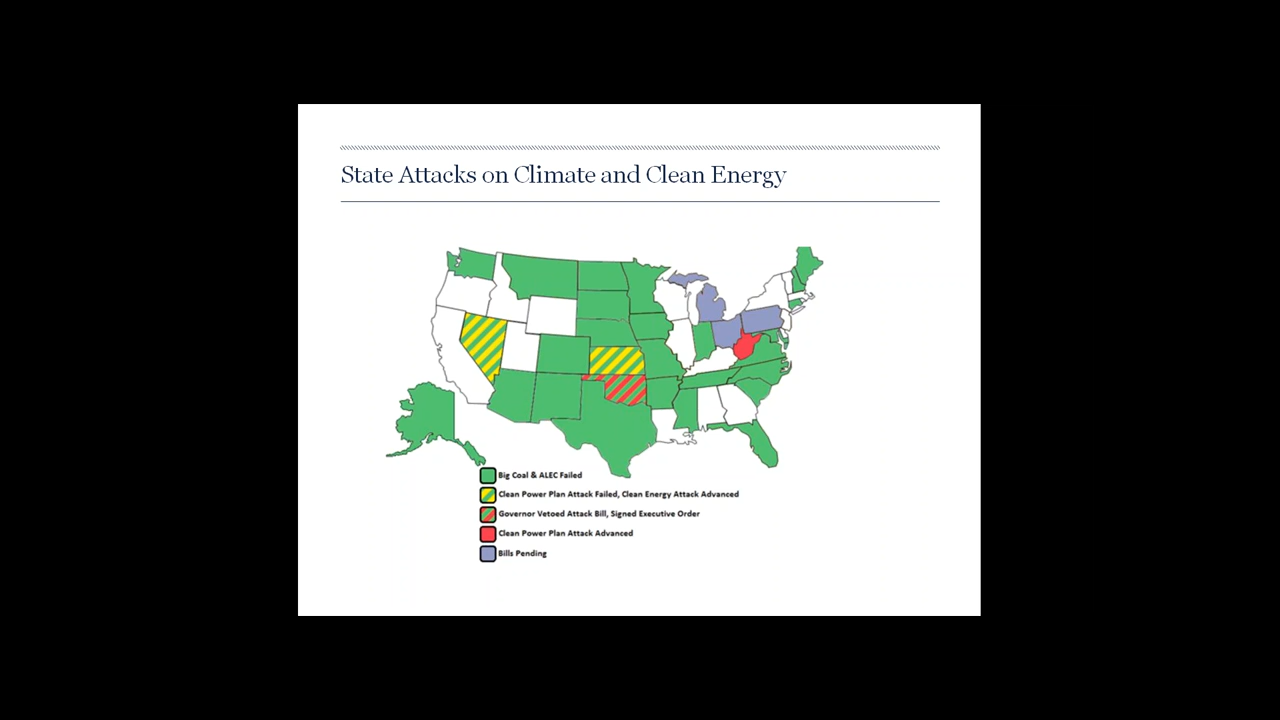 State Attacks on Climate and Clean Energy
Big Coal & ALEC Failed
Clean Power Plan Attack Failed, Clean Energy Attack Advanced
Governor Vetoed Attack Bill, Signed Executive Order
Clean Power Plan Attack Advanced
Bills Pending